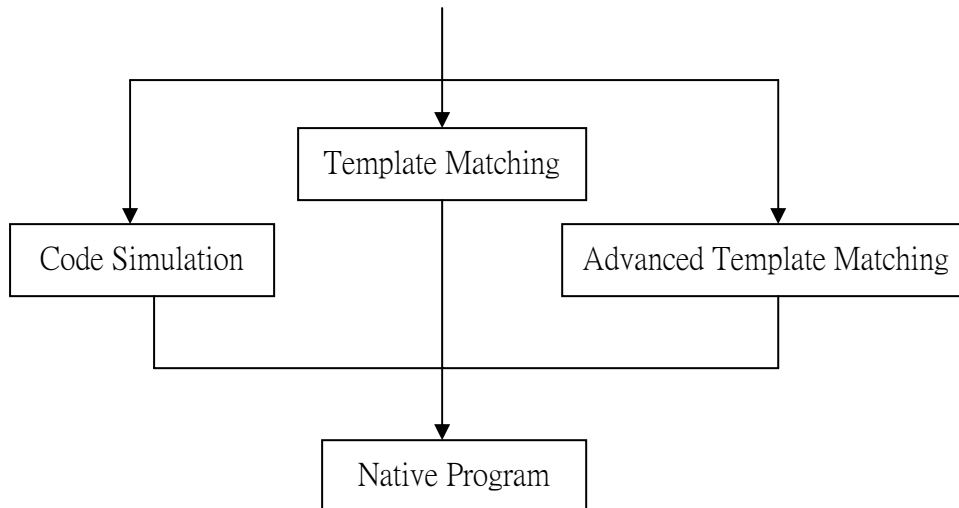 Template Matching
Code Simulation
Advanced Template Matching
Native Program